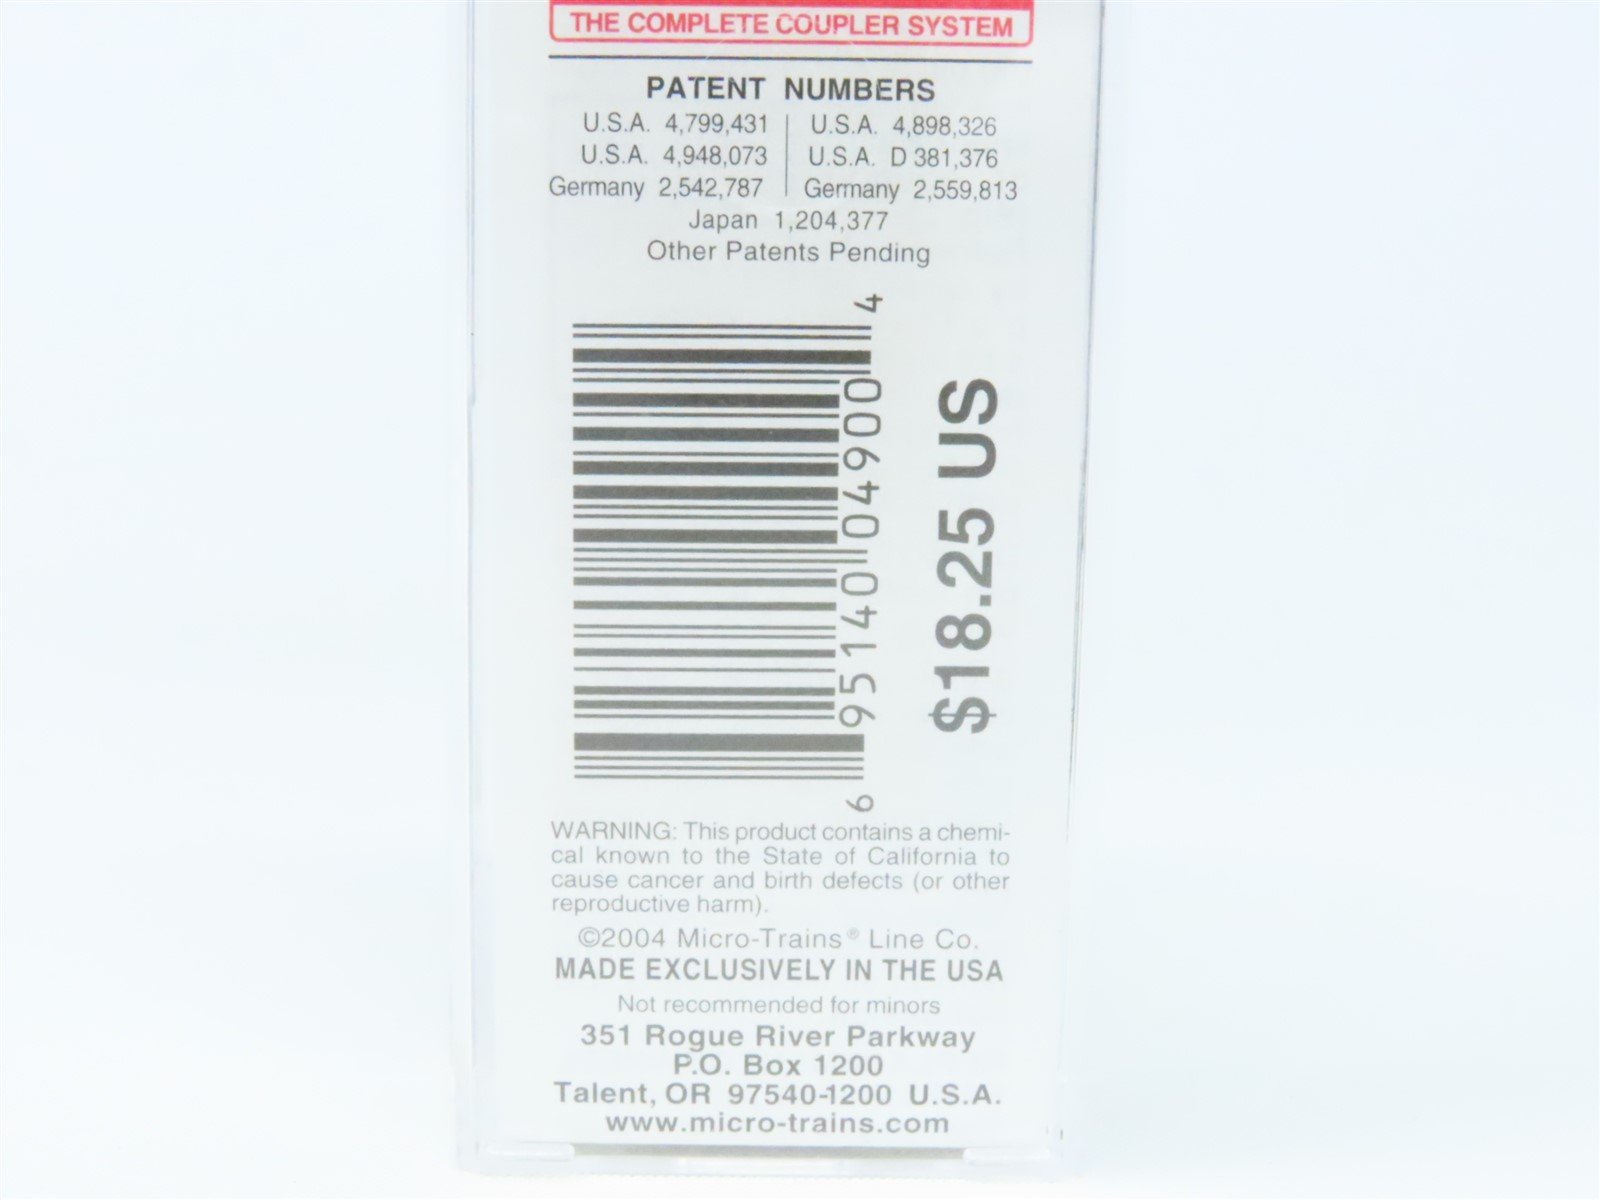 THE COMPLETE COUPLER SYSTEM
PATENT NUMBERS
U.S.A. 4,799,431 U.S.A. 4,898,326
U.S.A. 4,948,073 U.S.A. D 381,376
Germany 2,542,787 Germany 2,559,813
Japan 1,204,377
Other Patents Pending
6 95140 04900 4
$18.25 US
WARNING: This product contains a chemi-
cal known to the State of California to
cause cancer and birth defects (or other
reproductive harm).
©2004 Micro-Trains® Line Co.
MADE EXCLUSIVELY IN THE USA
Not recommended for minors
351 Rogue River Parkway
P.O. Box 1200
Talent, OR 97540-1200 U.S.A.
www.micro-trains.com